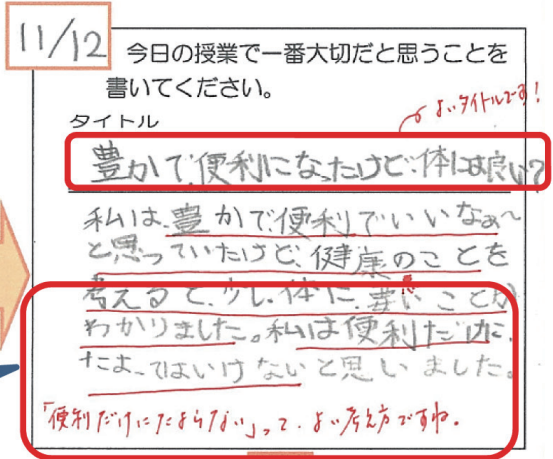 11/12
今日の授業で一番大切だと思うことを
書いてください。
よいタイトルです!
タイトル
豊かで、便利になったけど、体には良い?
私は、豊かで、便利でいいなぁ〜
と思っていたけど、健康のことを
考えると、少し、体に、悪いことが
わかりました。私は便利だけに、
たよってはいけないと思いました。
「便利だけにたよらない」って、よい考え方ですね。